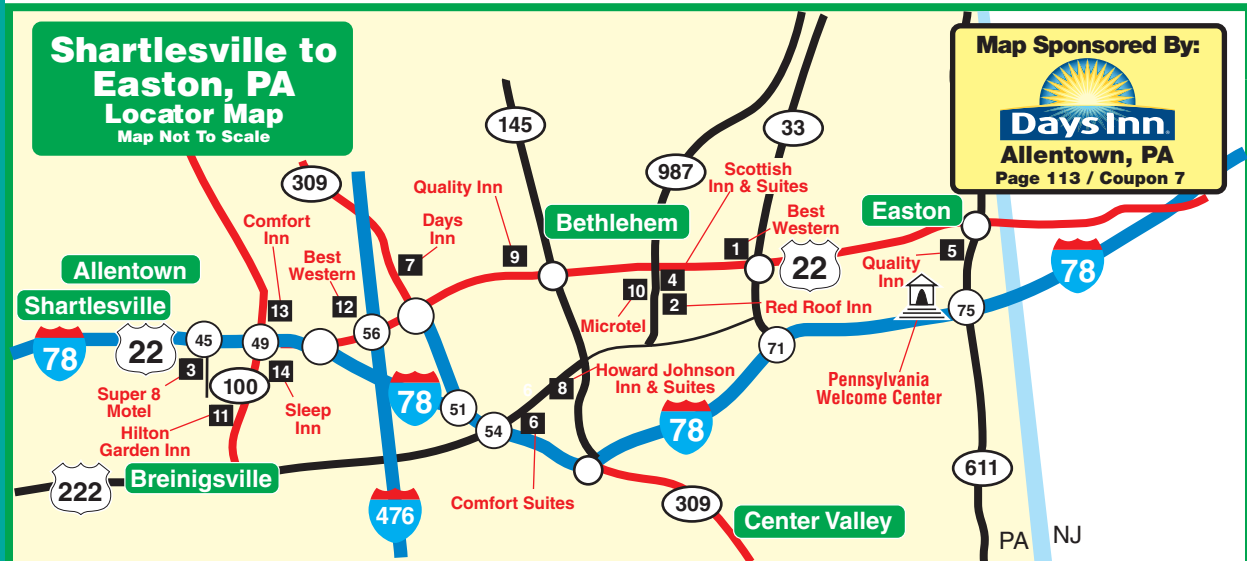 Shartlesville to
Easton, PA
Locator Map
Map Not To Scale
Map Sponsored By:
Days Inn
Allentown, PA
Page 113 / Coupon 7
145
33
987
309
Scottish
Inn & Suites
Quality Inn
Comfort
Inn
Days
Inn
Bethlehem
Best
Western
Easton
9
1
5
Allentown
Best
Western
7
4
22
Quality
Inn
78
Shartlesville
13
12
10
2
Red Roof Inn
Microtel
78
22
45
49
56
71
75
3
100
14
78
8
Howard Johnson
Inn & Suites
Pennsylvania
Welcome Center
Super 8
Motel
11
Sleep
Inn
51
54
6
78
Hilton
Garden Inn
222
Breinigsville
Comfort Suites
611
476
309
Center Valley
PA
NJ